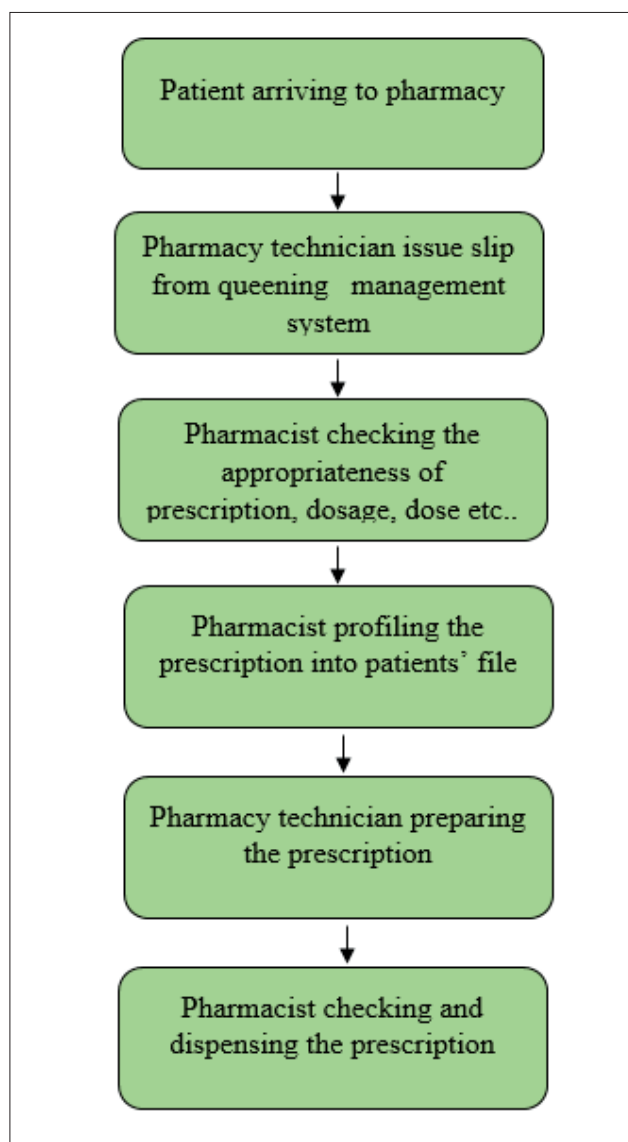 Patient arriving to pharmacy
Pharmacy technician issue slip
from queening management
system
Pharmacist checking the
appropriateness of
prescription, dosage, dose etc..
Pharmacist profiling the
prescription into patients’ file
Pharmacy technician preparing
the prescription
Pharmacist checking and
dispensing the prescription